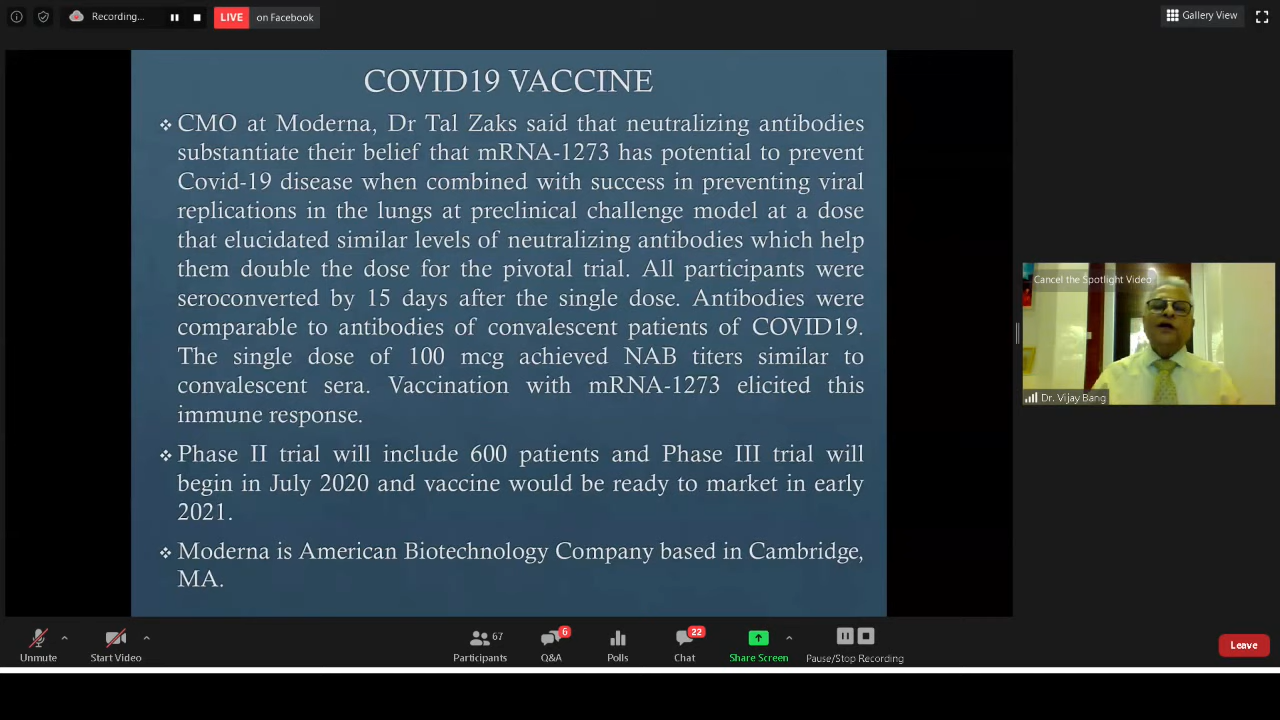 Recording...
LIVE on Facebook
Gallery View
COVID19 VACCINE
❖ CMO at Moderna, Dr Tal Zaks said that neutralizing antibodies
substantiate their belief that mRNA-1273 has potential to prevent
Covid-19 disease when combined with success in preventing viral
replications in the lungs at preclinical challenge model at a dose
that elucidated similar levels of neutralizing antibodies which help
them double the dose for the pivotal trial. All participants were
seroconverted by 15 days after the single dose. Antibodies were
comparable to antibodies of convalescent patients of COVID19.
The single dose of 100 mcg achieved NAB titers similar to
convalescent sera. Vaccination with mRNA-1273 elicited this
immune response.
❖ Phase II trial will include 600 patients and Phase III trial will
begin in July 2020 and vaccine would be ready to market in early
2021.
❖ Moderna is American Biotechnology Company based in Cambridge,
MA.
Cancel the Spotlight Video
Dr. Vijay Bang
67
6
22
Unmute
Start Video
Participants
Q&A
Polls
Chat
Share Screen
Pause/Stop Recording
Leave